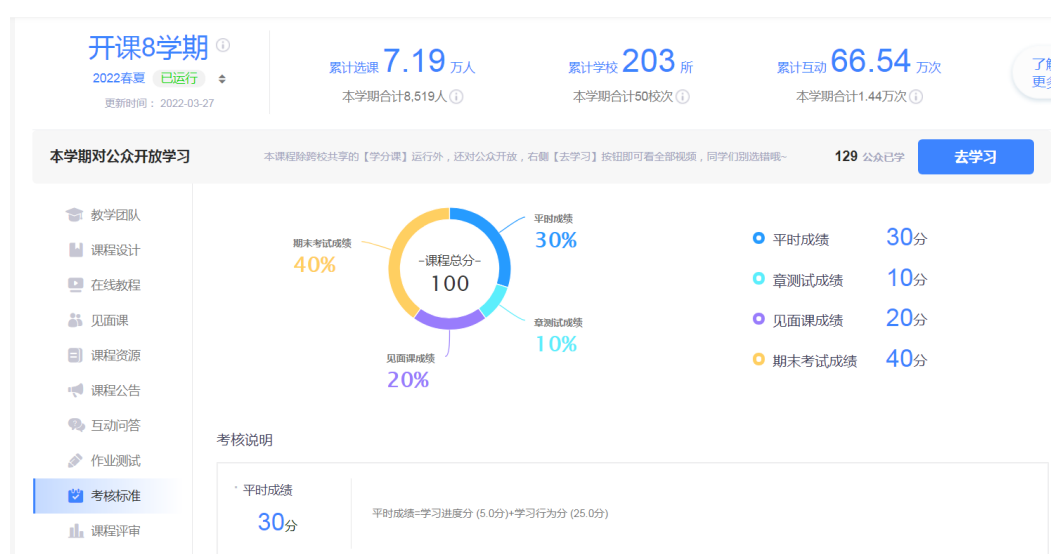 开课8学期
2022春夏 已运行
更新时间： 2022-03-27
累计选课 7.19 万人
本学期合计8,519人
累计学校 203 所
本学期合计50校次
累计互动 66.54 万次
本学期合计1.44万次
本学期对公众开放学习
本课程除跨校共享的【学分课】运行外，还对公众开放，右侧【去学习】按钮即可看全部视频，同学们别选错哦~
129 公众已学
去学习
教学团队
课程设计
在线教程
见面课
课程资源
课程公告
互动问答
作业测试
考核标准
课程评审
期末考试成绩
40%
平时成绩
30%
-课程总分-
100
章测试成绩
10%
见面课成绩
20%
平时成绩 30分
章测试成绩 10分
见面课成绩 20分
期末考试成绩 40分
考核说明
* 平时成绩
30分
平时成绩=学习进度分 (5.0分)+学习行为分 (25.0分)